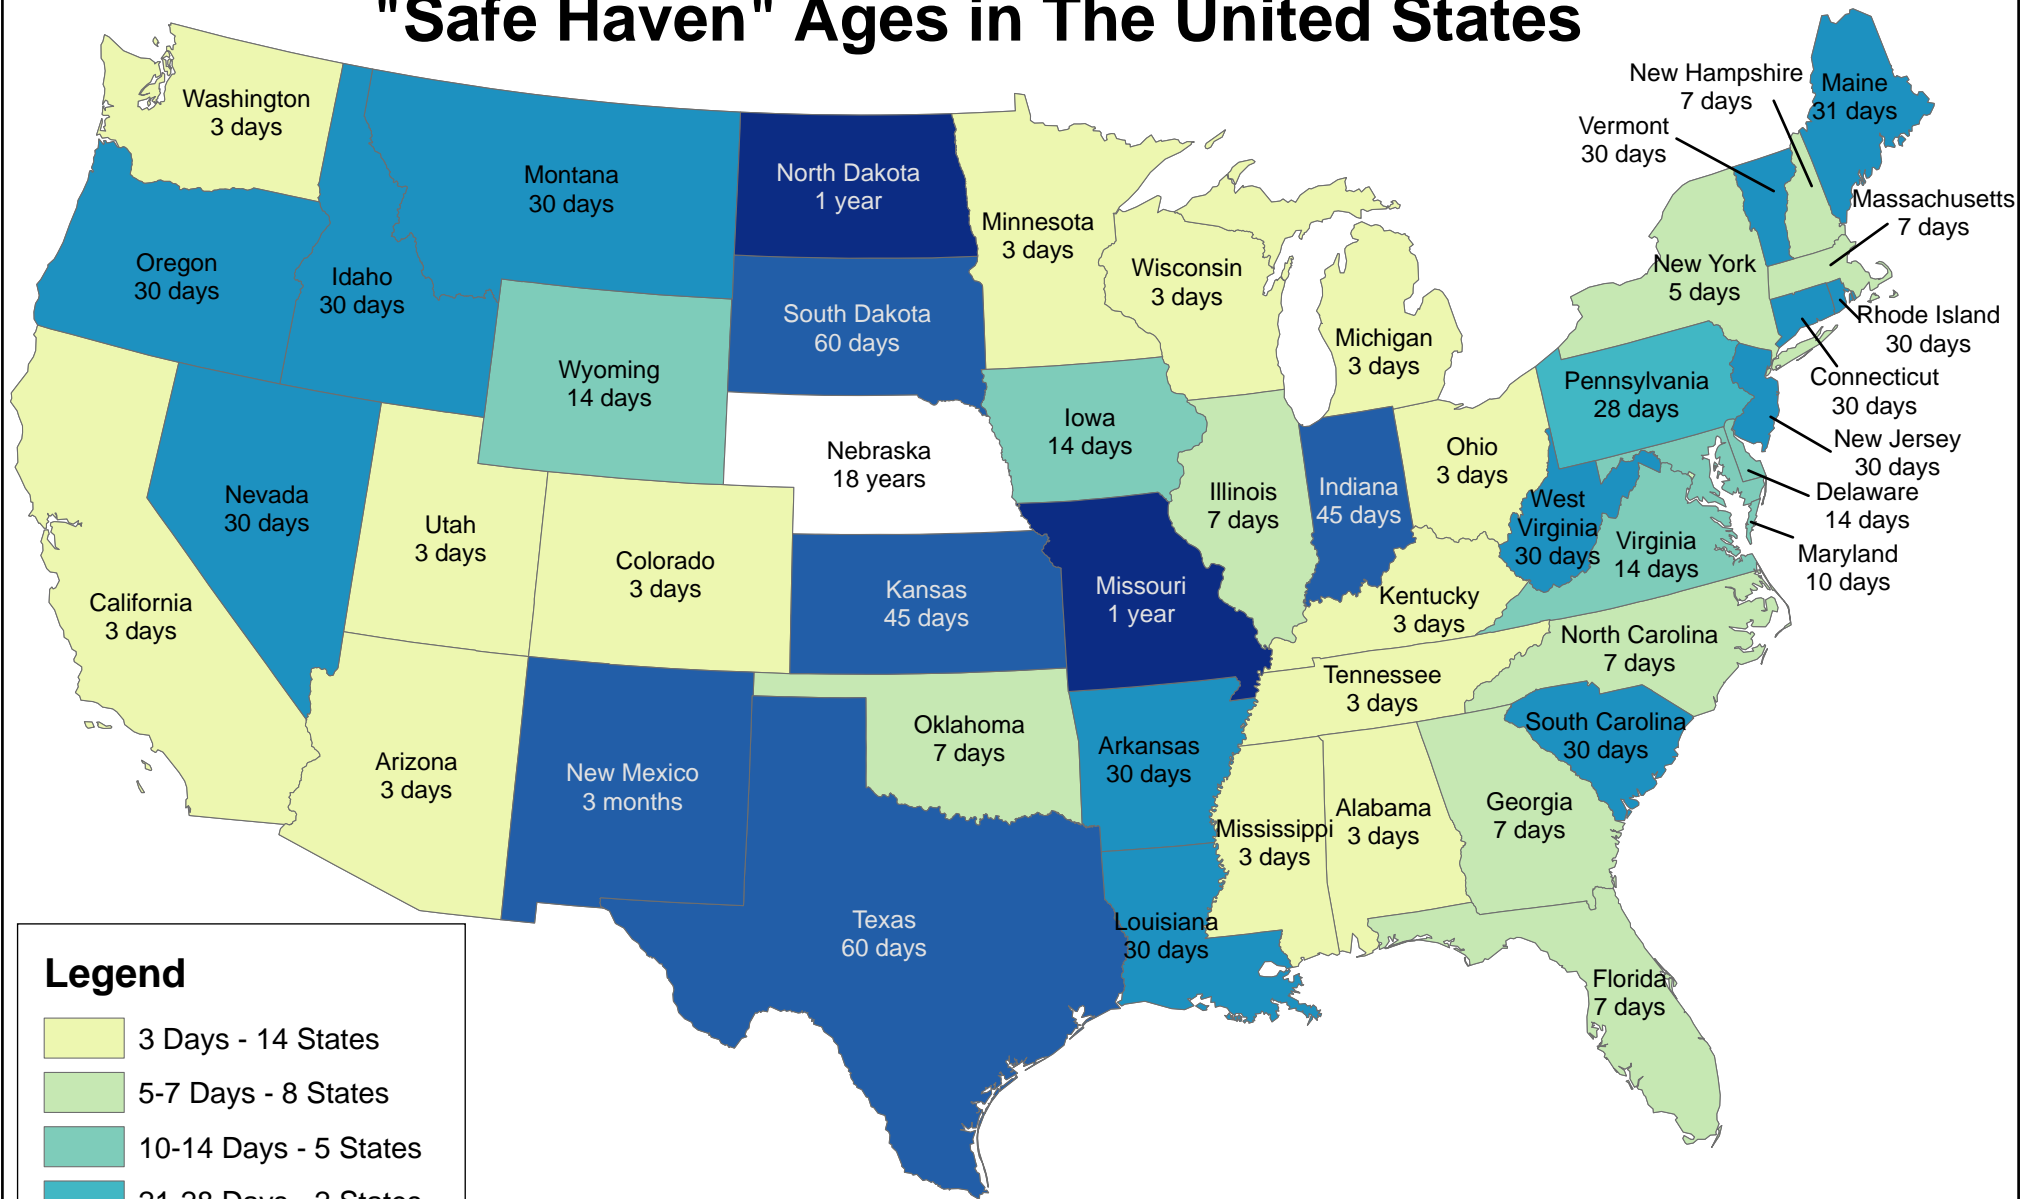 "Safe Haven" Ages in The United States
Washington
3 days
Oregon
30 days
Idaho
30 days
Montana
30 days
North Dakota
1 year
South Dakota
60 days
Minnesota
3 days
Wisconsin
3 days
Michigan
3 days
Wyoming
14 days
Nebraska
18 years
Iowa
14 days
Illinois
7 days
Indiana
45 days
Ohio
3 days
Pennsylvania
28 days
New York
5 days
Vermont
30 days
New Hampshire
7 days
Maine
31 days
Massachusetts
7 days
Rhode Island
30 days
Connecticut
30 days
New Jersey
30 days
Delaware
14 days
Maryland
10 days
West
Virginia
30 days
Virginia
14 days
Kentucky
3 days
North Carolina
7 days
Tennessee
3 days
South Carolina
30 days
Georgia
7 days
Alabama
3 days
Mississippi
3 days
Florida
7 days
Louisiana
30 days
Arkansas
30 days
Missouri
1 year
Kansas
45 days
Oklahoma
7 days
Texas
60 days
New Mexico
3 months
Colorado
3 days
Utah
3 days
Nevada
30 days
California
3 days
Arizona
3 days
Legend
3 Days - 14 States
5-7 Days - 8 States
10-14 Days - 5 States
21-28 Days - 2 States